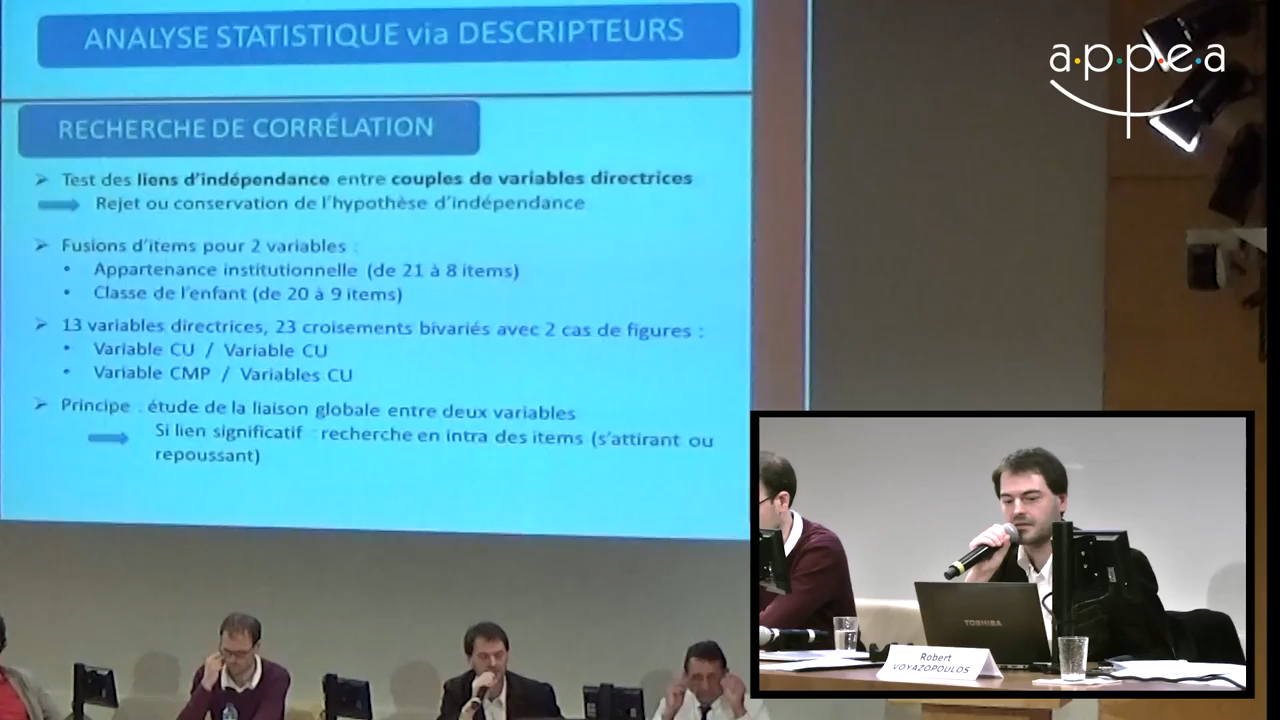 ANALYSE STATISTIQUE via DESCRIPTEURS
a·p·p·e·a
RECHERCHE DE CORRÉLATION
➢ Test des liens d'indépendance entre couples de variables directrices
Rejet ou conservation de l'hypothèse d'indépendance
➢ Fusions d'items pour 2 variables :
• Appartenance institutionnelle (de 21 à 8 items)
• Classe de l'enfant (de 20 à 9 items)
➢ 13 variables directrices, 23 croisements bivariés avec 2 cas de figures :
• Variable CU / Variable CU
• Variable CMP / Variables CU
➢ Principe : étude de la liaison globale entre deux variables
Si lien significatif : recherche en intra des items (s'attirant ou
repoussant)
TOSHIBA
Robert
VOYAZOPOULOS